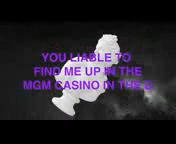 YOU LIABLE TO
FIND ME UP IN THE
MGM CASINO IN THE D